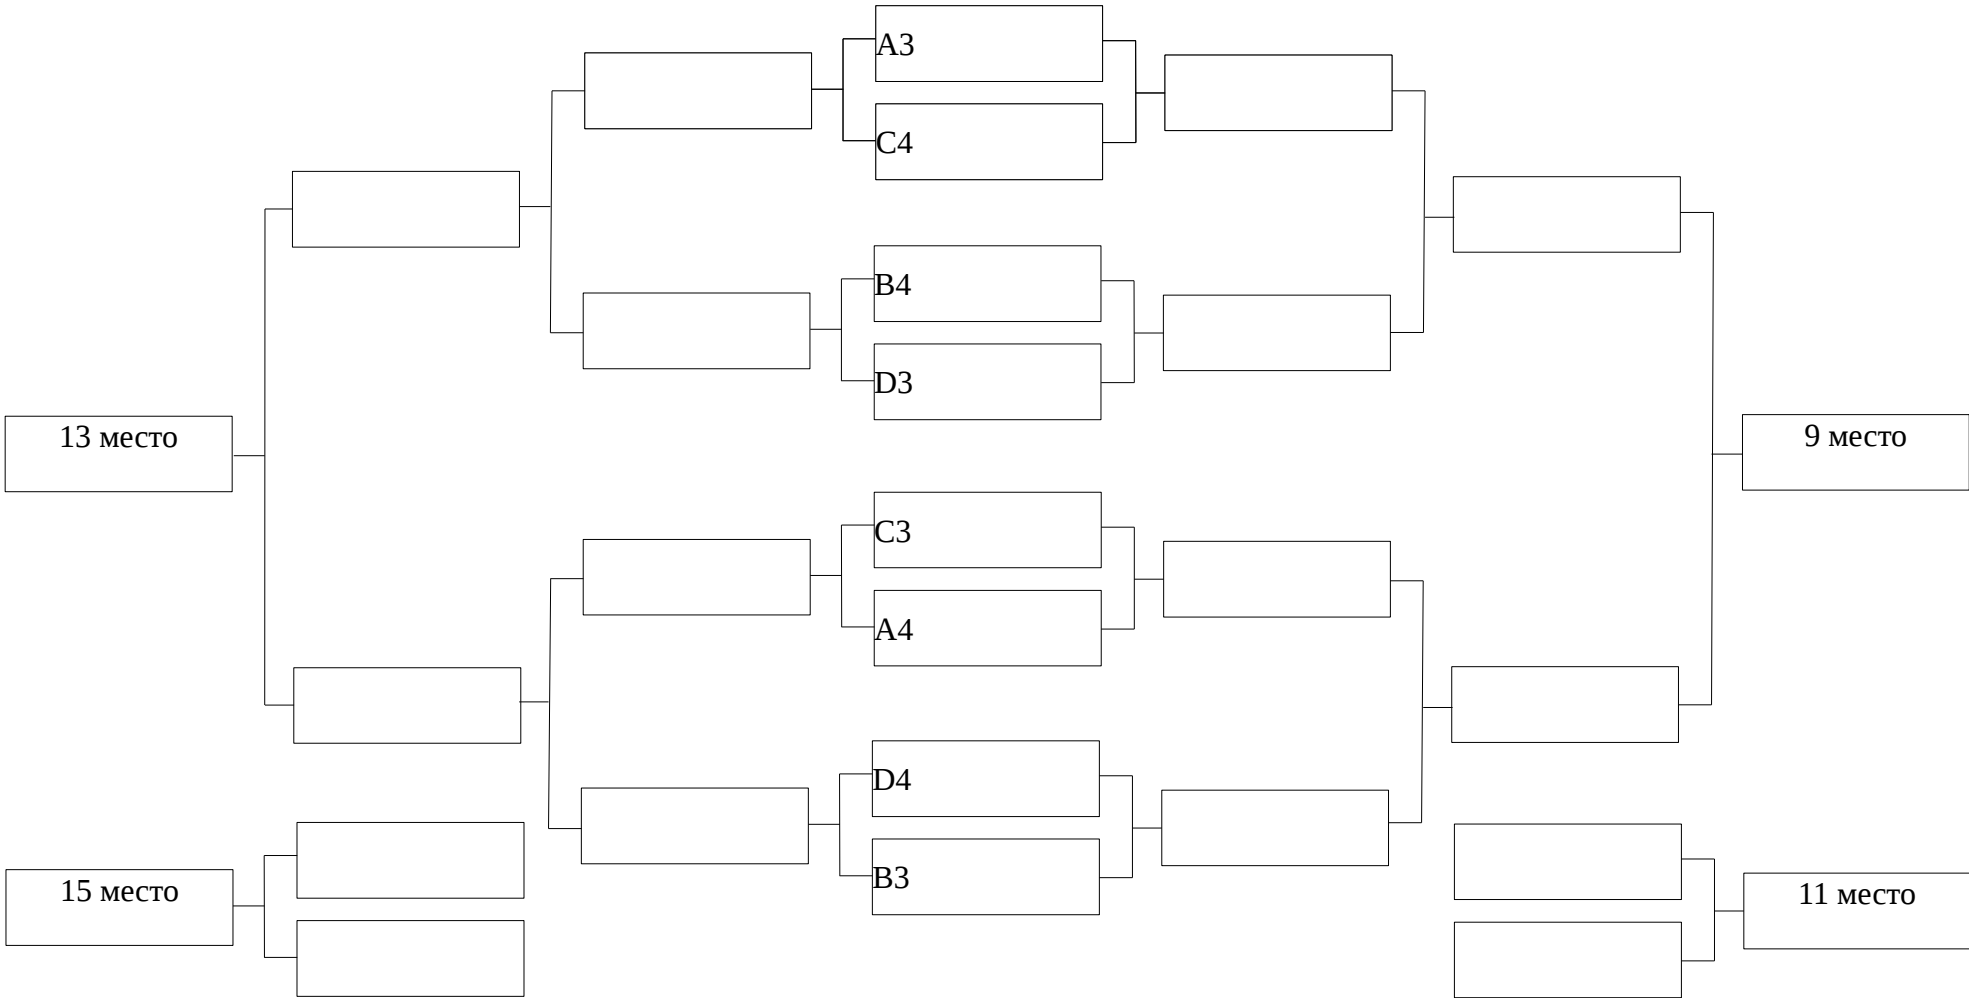 A3
C4
B4
D3
13 место
9 место
C3
A4
D4
B3
15 место
11 место